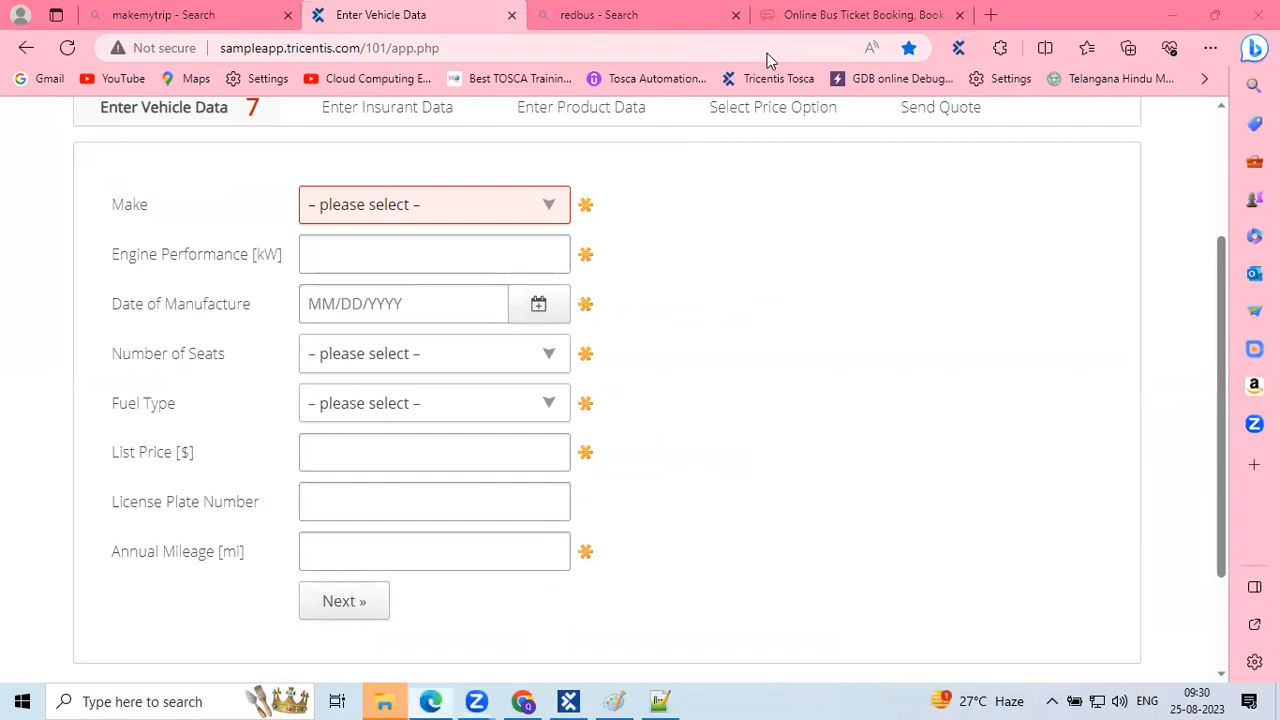 makemytrip - Search
Enter Vehicle Data
redbus - Search
Online Bus Ticket Booking, Book
Not secure
sampleapp.tricentis.com/101/app.php
Gmail
YouTube
Maps
Settings
Cloud Computing E...
Best TOSCA Trainin...
Tosca Automation...
Tricentis Tosca
GDB online Debug...
Settings
Telangana Hindu M...
Enter Vehicle Data 7
Enter Insurant Data
Enter Product Data
Select Price Option
Send Quote
Make
– please select –
Engine Performance [kW]
Date of Manufacture
MM/DD/YYYY
Number of Seats
– please select –
Fuel Type
– please select –
List Price [$]
License Plate Number
Annual Mileage [mi]
Next »
Type here to search
27°C Haze
ENG
09:30
25-08-2023